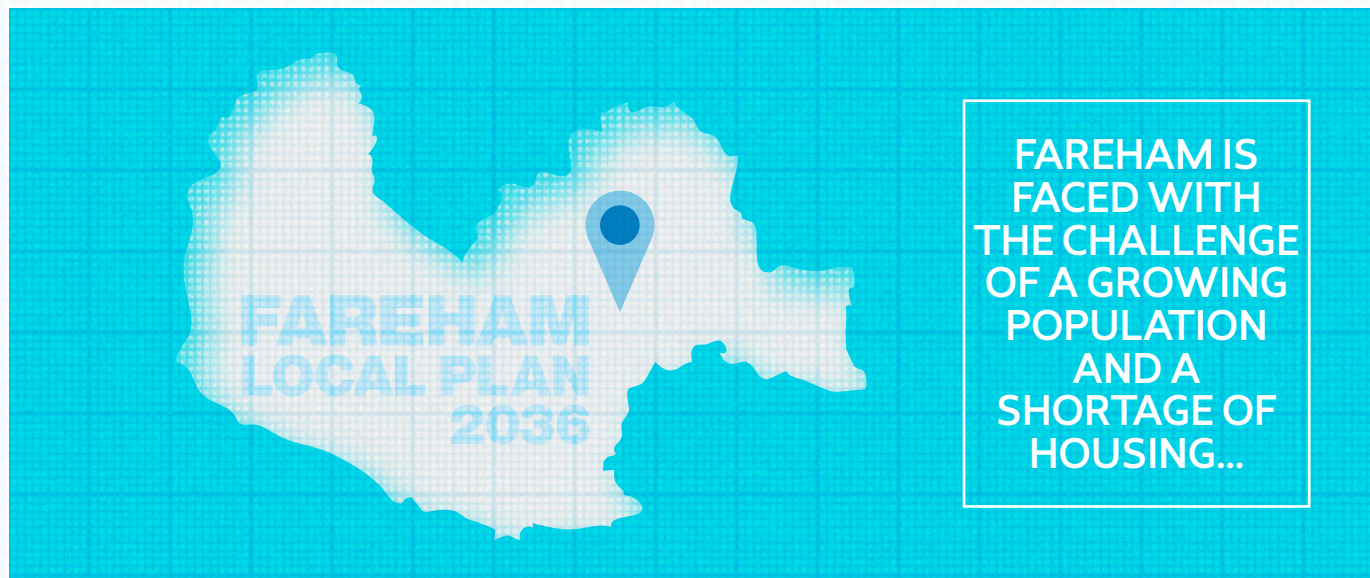 FAREHAM
LOCAL PLAN
2036
FAREHAM IS
FACED WITH
THE CHALLENGE
OF A GROWING
POPULATION
AND A
SHORTAGE OF
HOUSING...